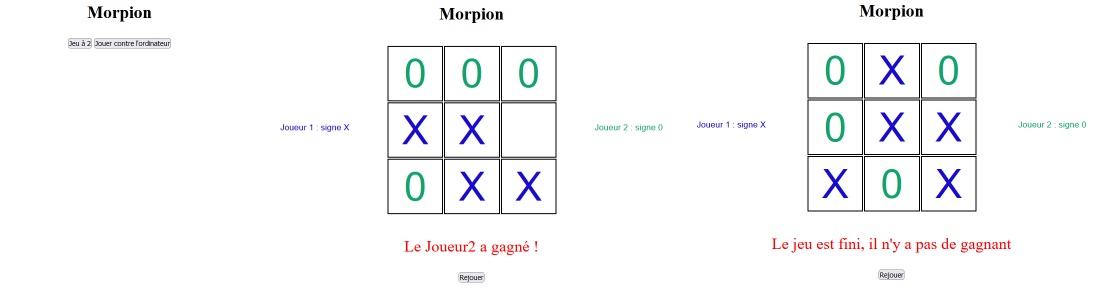 Morpion
Jeu à 2 Jouer contre l'ordinateur
Morpion
0 0 0
Joueur 1 : signe X
X X
Joueur 2 : signe 0
0 X X
Le Joueur2 a gagné !
Rejouer
Morpion
0 X 0
Joueur 1 : signe X
0 X X
Joueur 2 : signe 0
X 0 X
Le jeu est fini, il n'y a pas de gagnant
Rejouer